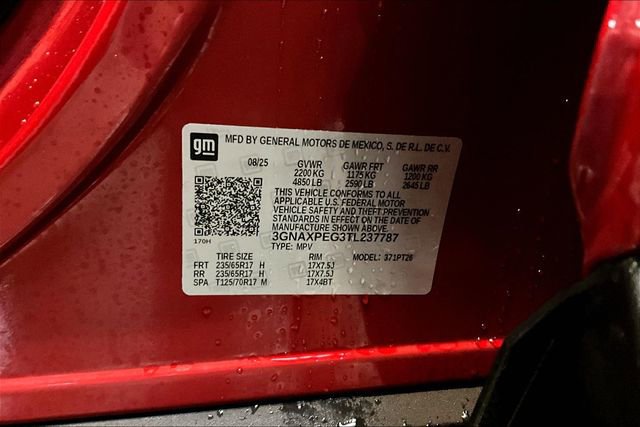 gm MFD BY GENERAL MOTORS DE MEXICO, S. DE R.L. DE C.V.
08/25 GVWR GAWR FRT GAWR RR
2200 KG 1175 KG 1200 KG
4850 LB 2590 LB 2645 LB
THIS VEHICLE CONFORMS TO ALL
APPLICABLE U.S. FEDERAL MOTOR
VEHICLE SAFETY AND THEFT PREVENTION
STANDARDS IN EFFECT ON THE DATE OF
MANUFACTURE SHOWN ABOVE.
170H 3GNAXPEG3TL237787
TYPE: MPV
TIRE SIZE RIM MODEL: 371PT26
FRT 235/65R17 H 17X7.5J
RR 235/65R17 H 17X7.5J
SPA T125/70R17 M 17X4BT